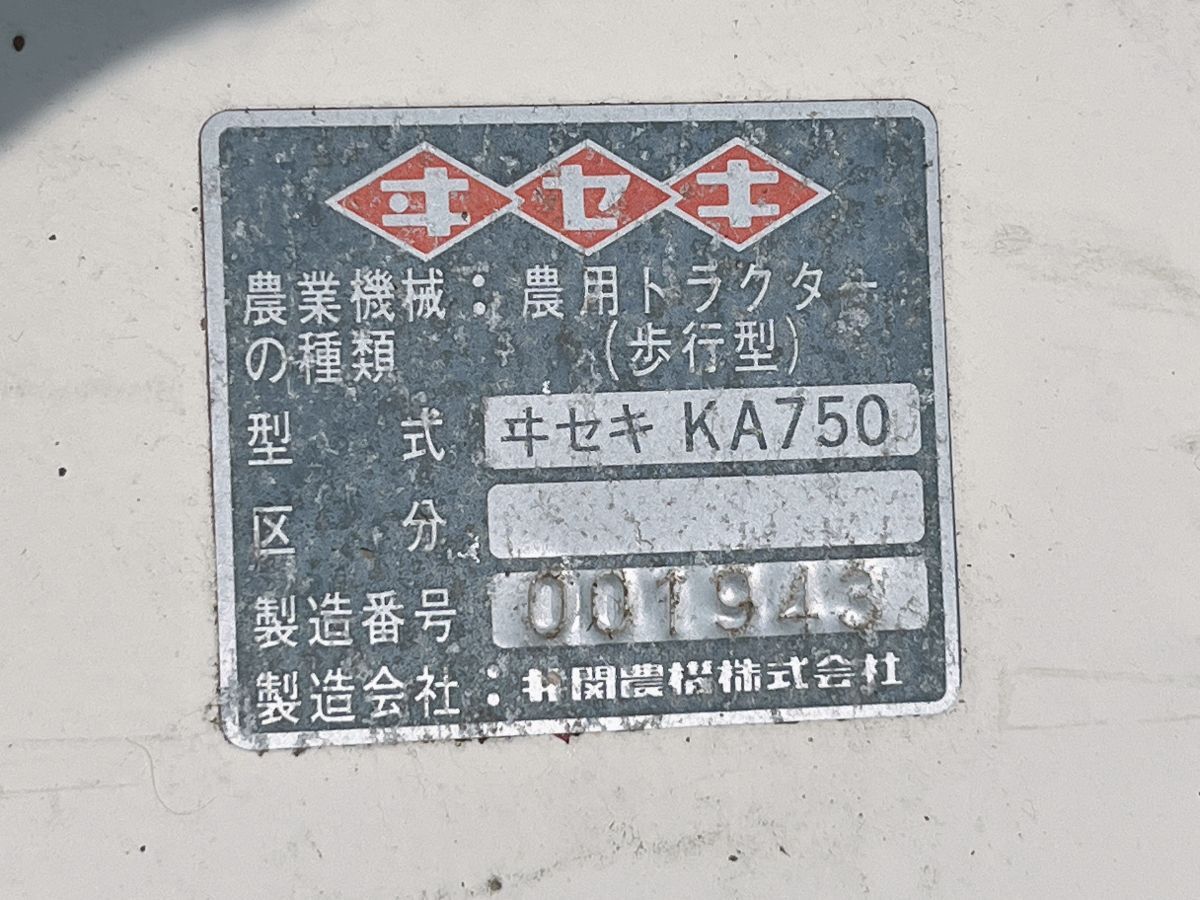 ヰセキ
農業機械の種類：農用トラクター
(歩行型)
型式 ヰセキ KA750
区分
製造番号 001943
製造会社：井関農機株式会社